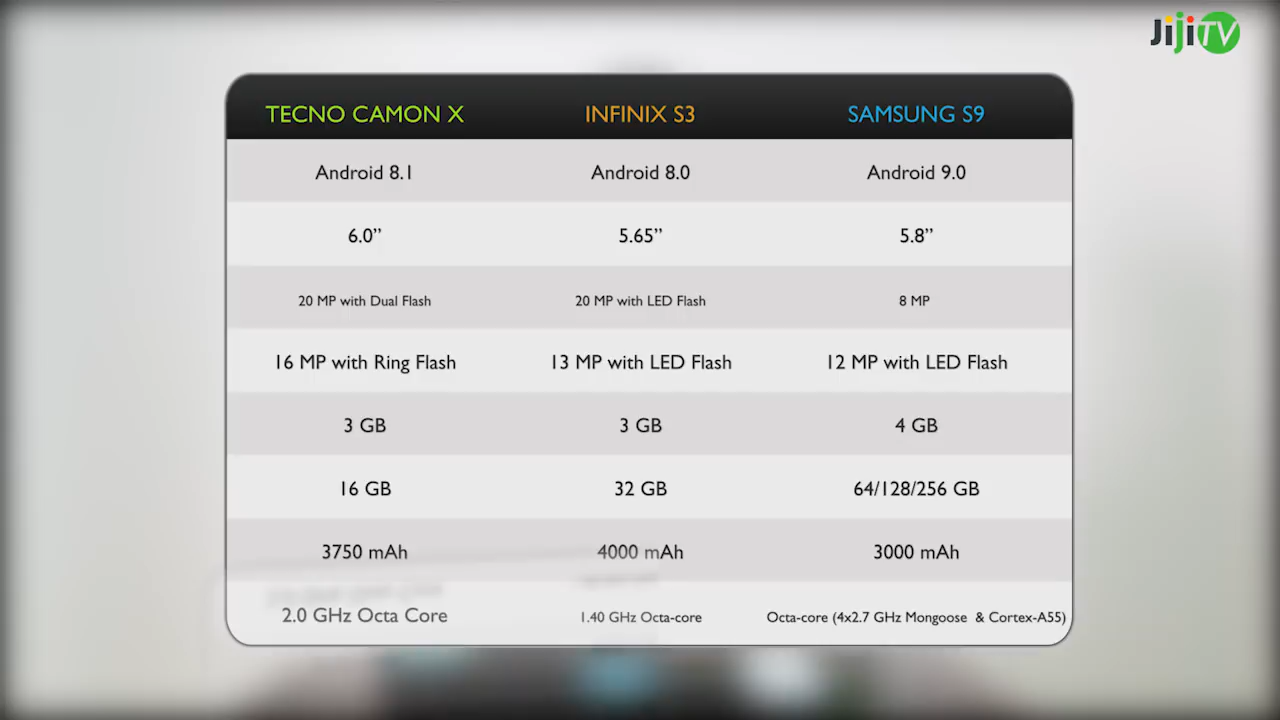 JijiTV
TECNO CAMON X INFINIX S3 SAMSUNG S9
Android 8.1 Android 8.0 Android 9.0
6.0” 5.65” 5.8”
20 MP with Dual Flash 20 MP with LED Flash 8 MP
16 MP with Ring Flash 13 MP with LED Flash 12 MP with LED Flash
3 GB 3 GB 4 GB
16 GB 32 GB 64/128/256 GB
3750 mAh 4000 mAh 3000 mAh
2.0 GHz Octa Core 1.40 GHz Octa-core Octa-core (4x2.7 GHz Mongoose & Cortex-A55)